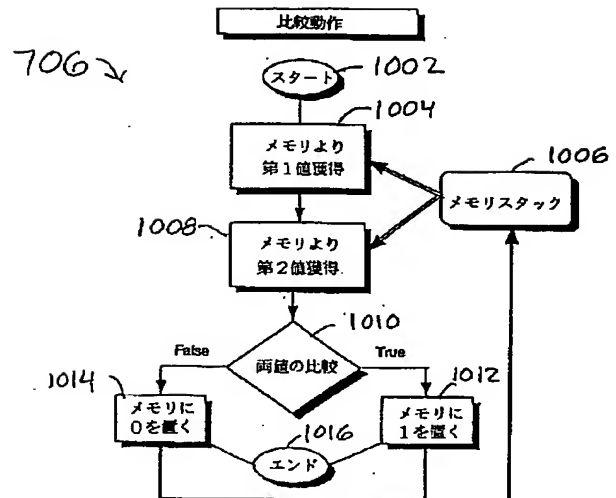 比較動作
706
スタート
1002
1004
メモリより
第1値獲得
1006
メモリスタック
1008
メモリより
第2値獲得
1010
両値の比較
False
True
1014
メモリに
0を置く
1012
メモリに
1を置く
1016
エンド